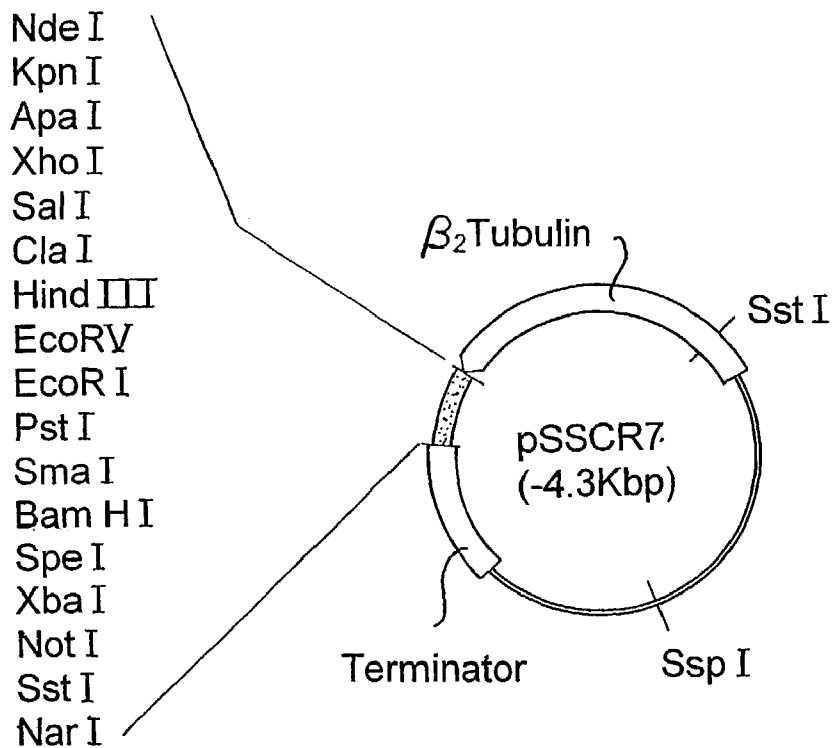 Nde I
Kpn I
Apa I
Xho I
Sal I
Cla I
Hind III
EcoRV
EcoR I
Pst I
Sma I
Bam H I
Spe I
Xba I
Not I
Sst I
Nar I
β₂Tubulin
Sst I
pSSCR7
(-4.3Kbp)
Terminator
Ssp I